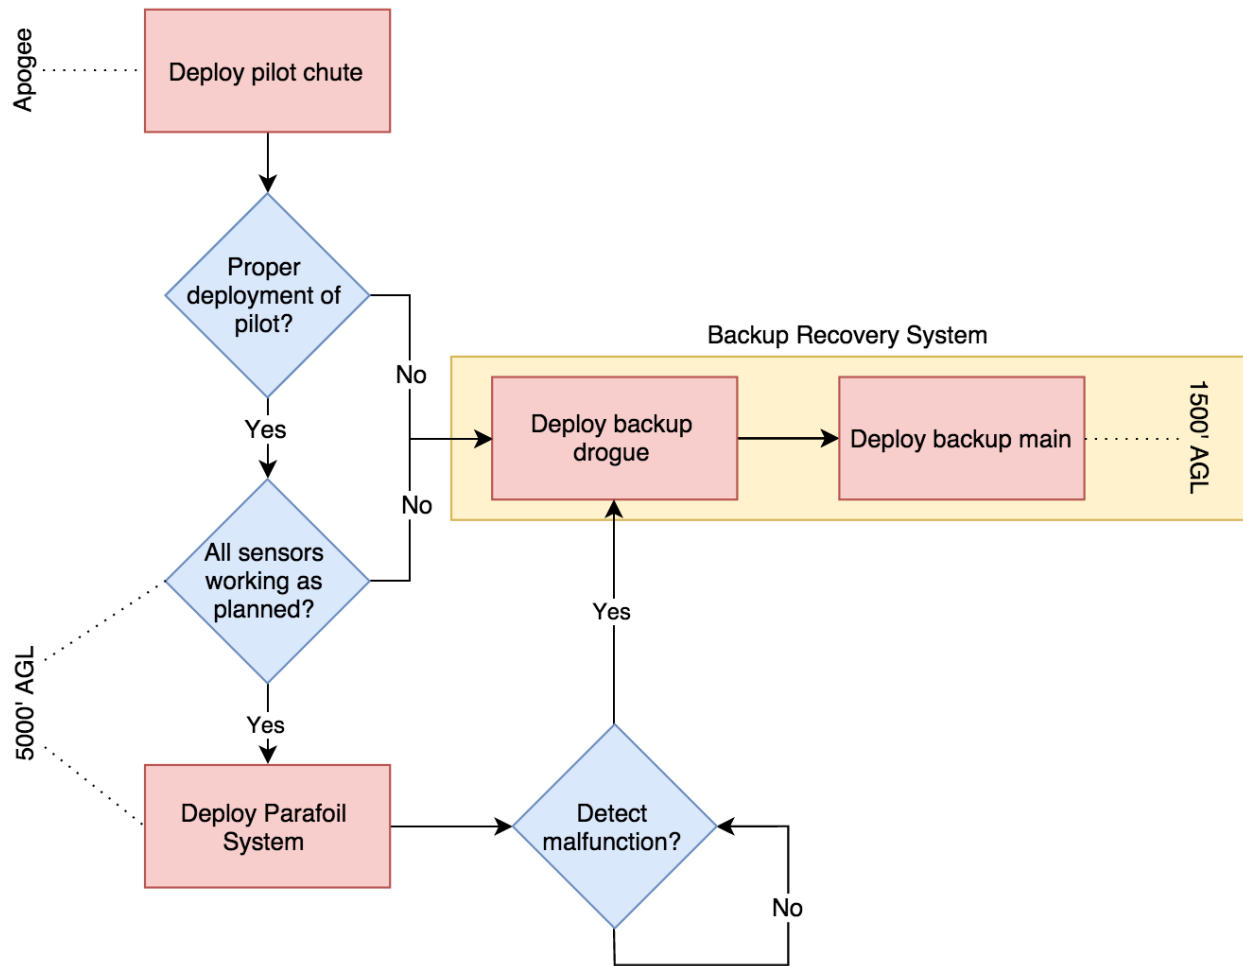 Apogee
Deploy pilot chute
Proper
deployment of
pilot?
No
Yes
Backup Recovery System
Deploy backup
drogue
Deploy backup main
1500' AGL
No
All sensors
working as
planned?
Yes
5000' AGL
Yes
Deploy Parafoil
System
Detect
malfunction?
No